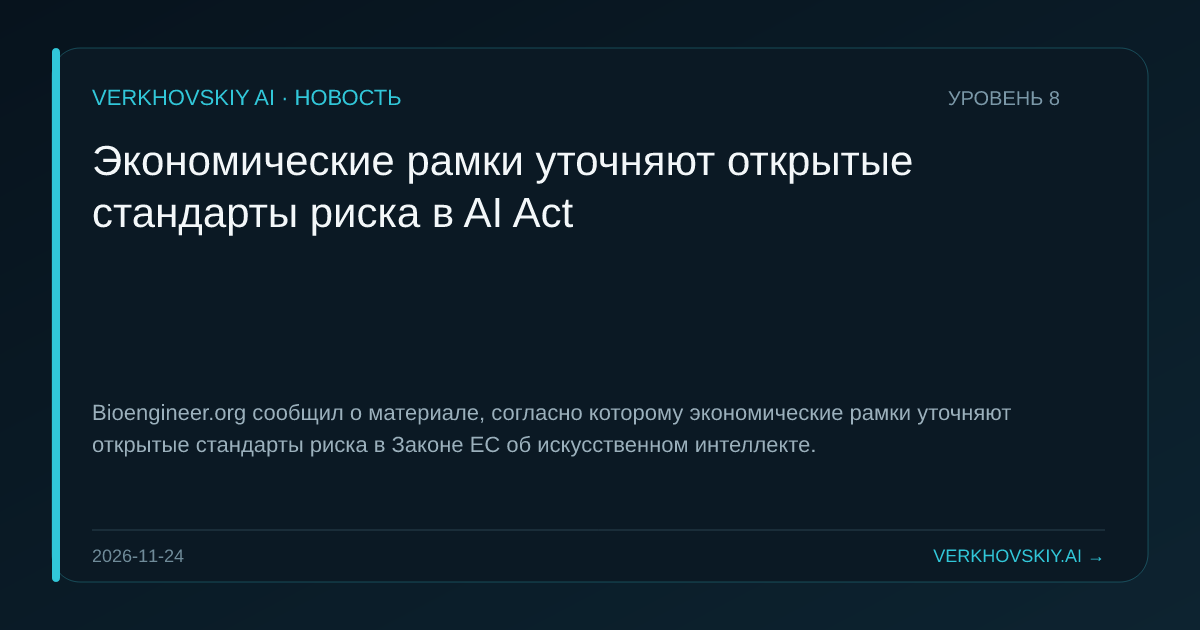 VERKHOVSKIY AI · НОВОСТЬ
УРОВЕНЬ 8
Экономические рамки уточняют открытые
стандарты риска в AI Act
Bioengineer.org сообщил о материале, согласно которому экономические рамки уточняют
открытые стандарты риска в Законе ЕС об искусственном интеллекте.
2026-11-24
VERKHOVSKIY.AI →